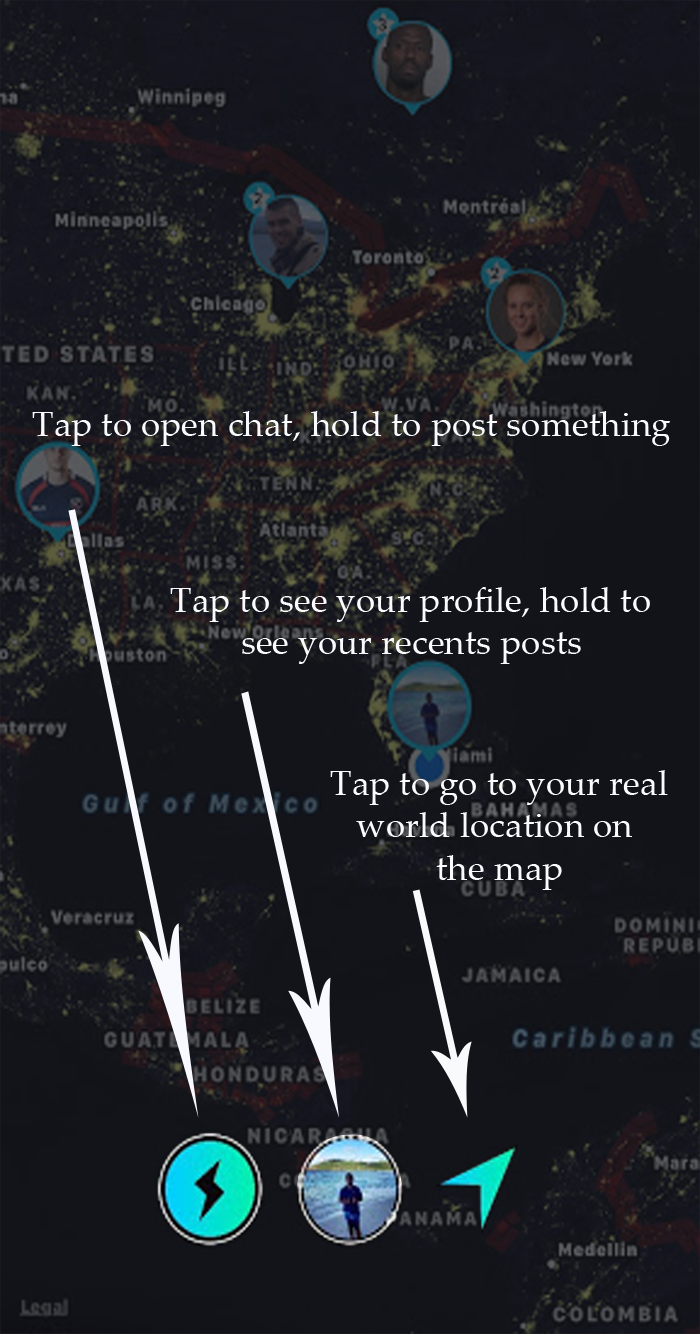 3
Winnipeg
Minneapolis
2
Montréal
Toronto
Chicago
2
TED STATES
ILL.
IND.
OHIO
PA.
New York
KAN
MO.
W.VA.
Washington
Tap to open chat, hold to post something
TENN.
N.C.
ARK.
Atlanta
S.C.
Dallas
MISS.
GA.
XAS
LA.
Tap to see your profile, hold to
New Orleans
Houston
see your recents posts
FLA
nterrey
Miami
Tap to go to your real
Gulf of Mexico
BAHAMAS
world location on
the map
CUBA
Veracruz
DOMINI
REPUB
pulco
JAMAICA
BELIZE
GUATEMALA
Caribbean S
HONDURAS
NICARAGUA
Mara
PANAMA
Medellin
Legal
COLOMBIA